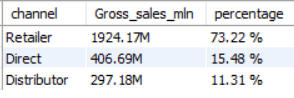 channel Gross_sales_mln percentage
Retailer 1924.17M 73.22 %
Direct 406.69M 15.48 %
Distributor 297.18M 11.31 %